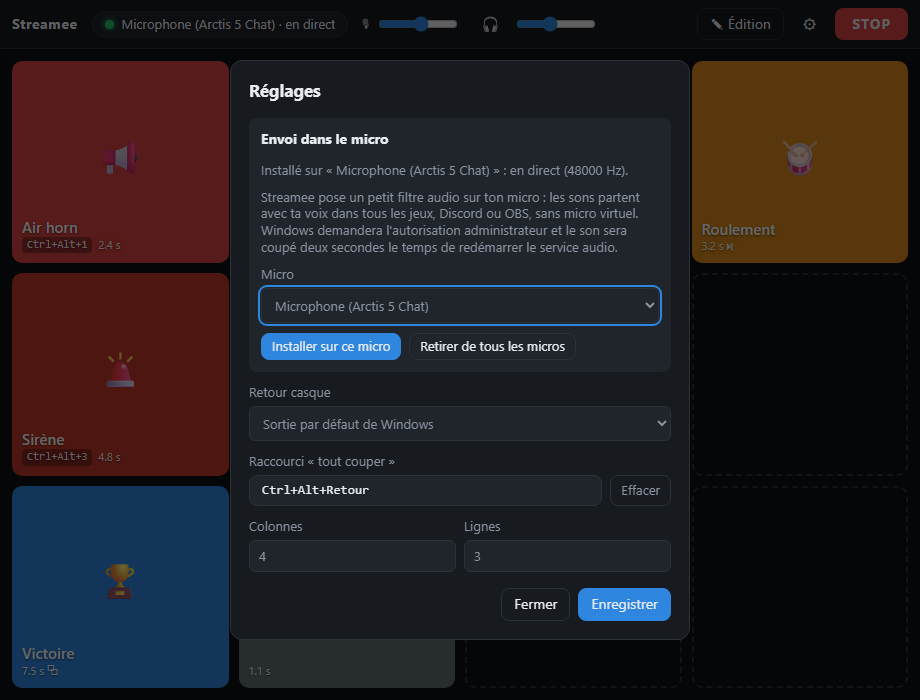 Streamee
Microphone (Arctis 5 Chat) · en direct
Édition
STOP
Réglages
Envoi dans le micro
Installé sur « Microphone (Arctis 5 Chat) » : en direct (48000 Hz).
Streamee pose un petit filtre audio sur ton micro : les sons partent
avec ta voix dans tous les jeux, Discord ou OBS, sans micro virtuel.
Windows demandera l'autorisation administrateur et le son sera
coupé deux secondes le temps de redémarrer le service audio.
Micro
Microphone (Arctis 5 Chat)
Installer sur ce micro
Retirer de tous les micros
Retour casque
Sortie par défaut de Windows
Raccourci « tout couper »
Ctrl+Alt+Retour
Effacer
Colonnes
Lignes
4
3
Fermer
Enregistrer
Air horn
Ctrl+Alt+1 2.4 s
Roulement
3.2 s
Sirène
Ctrl+Alt+3 4.8 s
Victoire
7.5 s
1.1 s